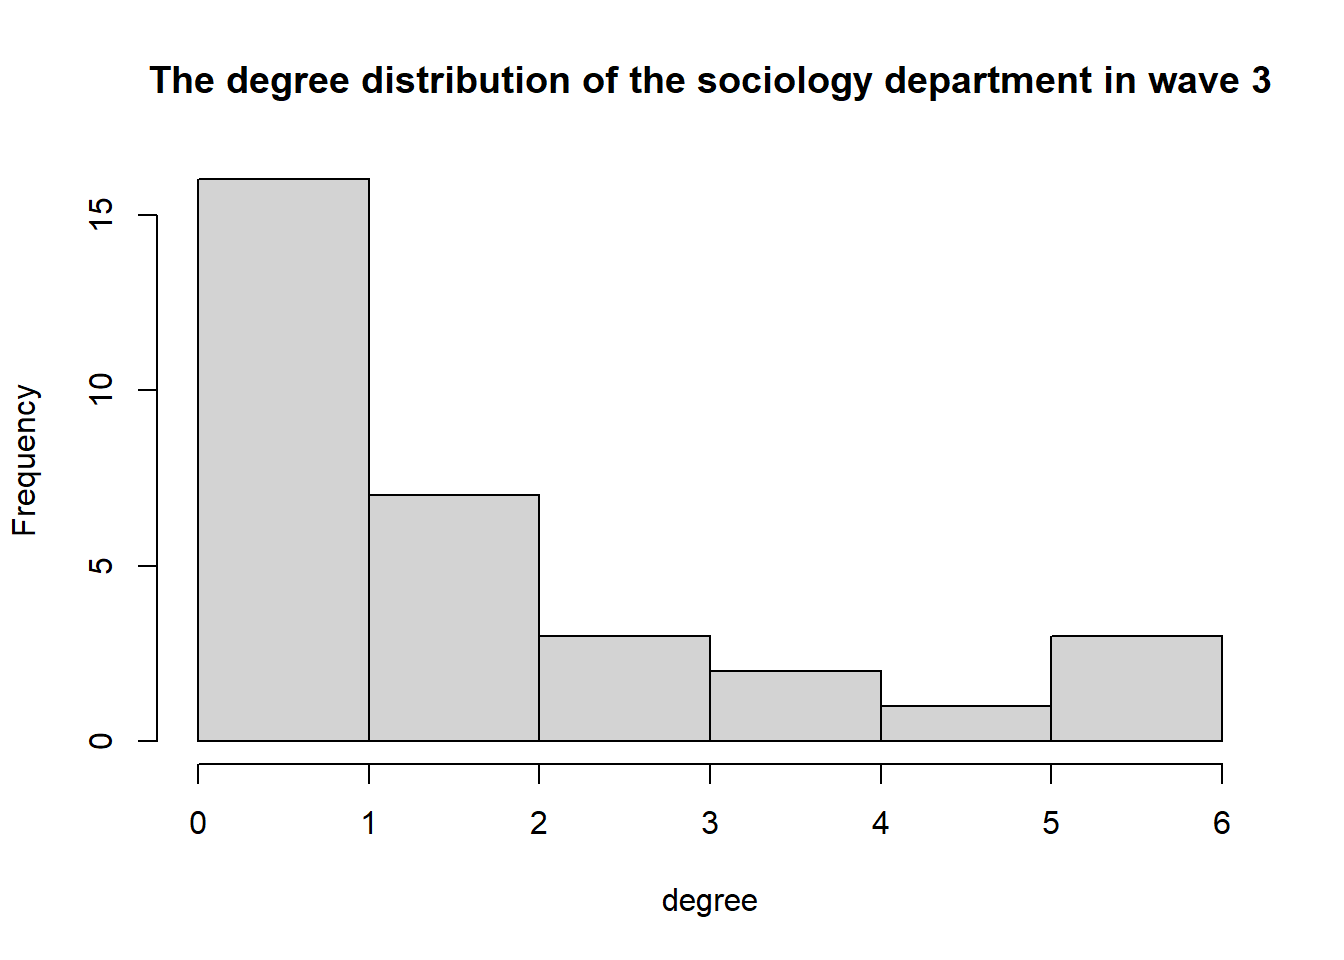 The degree distribution of the sociology department in wave 3
Frequency
15
10
5
0
0 1 2 3 4 5 6
degree